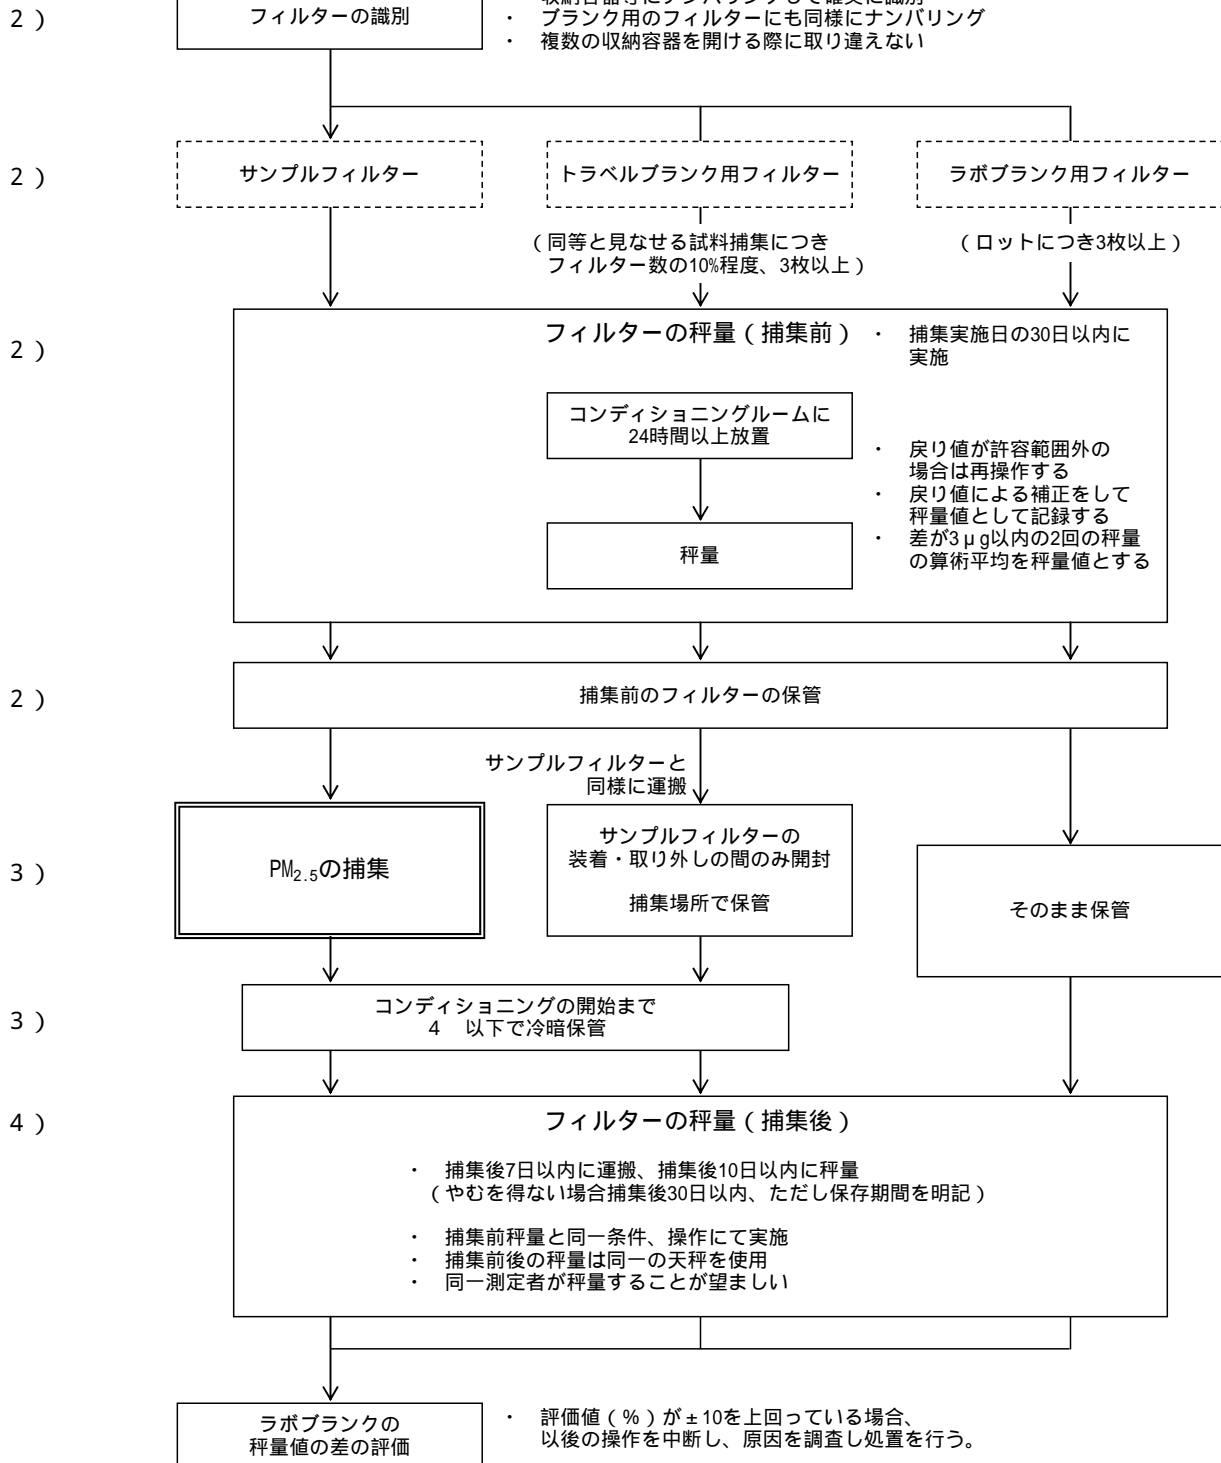 2）
フィルターの識別
・ ブランク用のフィルターにも同様にナンバリング
・ 複数の収納容器を開ける際に取り違えない
2）
サンプルフィルター
トラベルブランク用フィルター
ラボブランク用フィルター
（同等と見なせる試料捕集につき
フィルター数の10%程度、3枚以上）
（ロットにつき3枚以上）
2）
フィルターの秤量（捕集前）
・ 捕集実施日の30日以内に
実施
コンディショニングルームに
24時間以上放置
秤量
・ 戻り値が許容範囲外の
場合は再操作する
・ 戻り値による補正をして
秤量値として記録する
・ 差が3μg以内の2回の秤量
の算術平均を秤量値とする
2）
捕集前のフィルターの保管
サンプルフィルターと
同様に運搬
3）
PM2.5の捕集
サンプルフィルターの
装着・取り外しの間のみ開封
捕集場所で保管
そのまま保管
3）
コンディショニングの開始まで
4　以下で冷暗保管
4）
フィルターの秤量（捕集後）
・ 捕集後7日以内に運搬、捕集後10日以内に秤量
（やむを得ない場合捕集後30日以内、ただし保存期間を明記）
・ 捕集前秤量と同一条件、操作にて実施
・ 捕集前後の秤量は同一の天秤を使用
・ 同一測定者が秤量することが望ましい
ラボブランクの
秤量値の差の評価
・ 評価値（％）が±10を上回っている場合、
以後の操作を中断し、原因を調査し処置を行う。